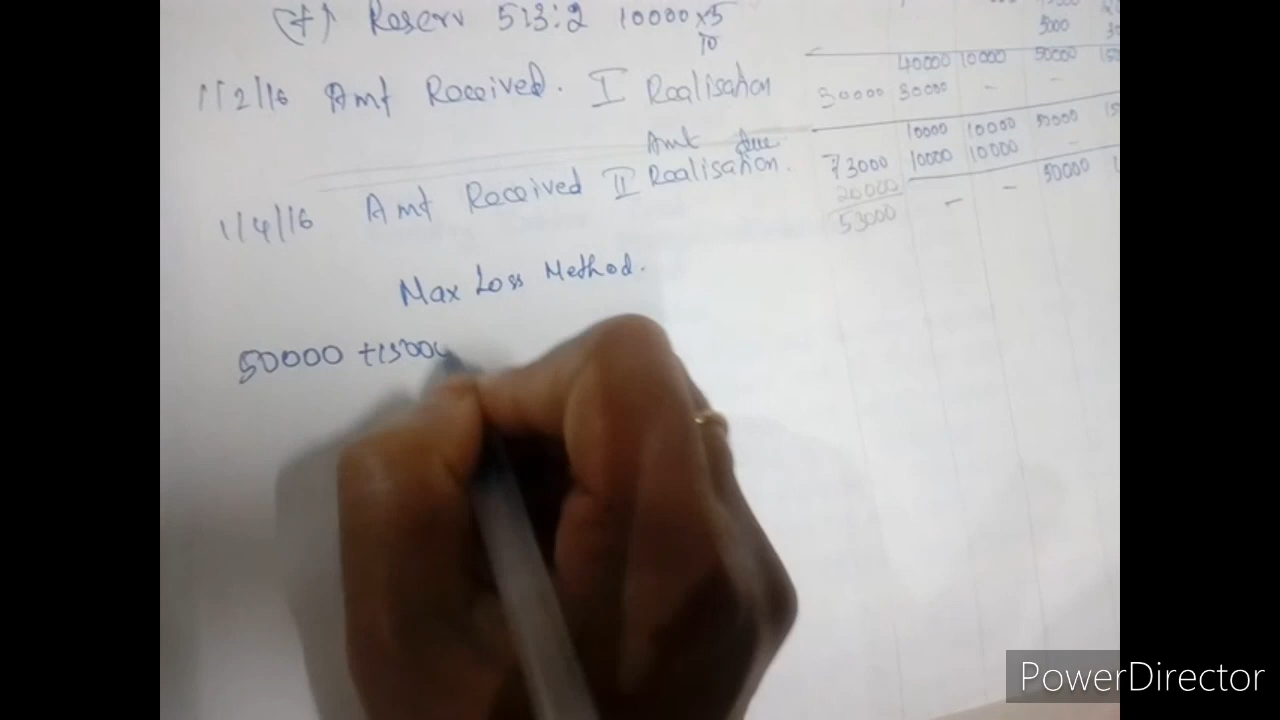 (+) Reserv 5:3:2 10000 x 5
10
5000
40000 10000 50000
1/2/16 Amt Received. I Realisation 30000 30000 - -
Amt due 10000 10000 50000
1/4/16 Amt Received II Realisation. 73000 10000 10000 -
20000 - - 50000
53000
Max Loss Method.
50000 + 15000
PowerDirector